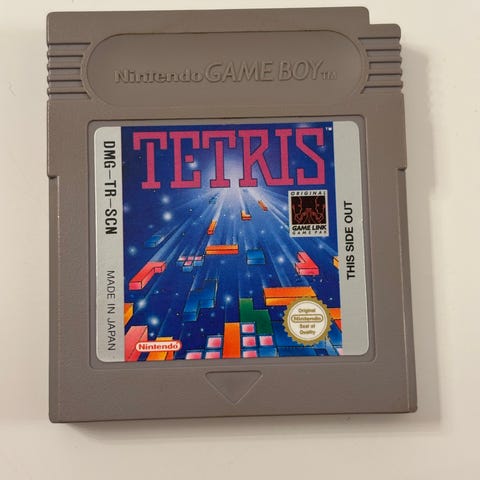 Nintendo GAME BOY TM
TETRIS TM
DMG-TR-SCN
MADE IN JAPAN
ORIGINAL
GAME LINK
GAME PAK
THIS SIDE OUT
Original
Nintendo
Seal of
Quality
Nintendo